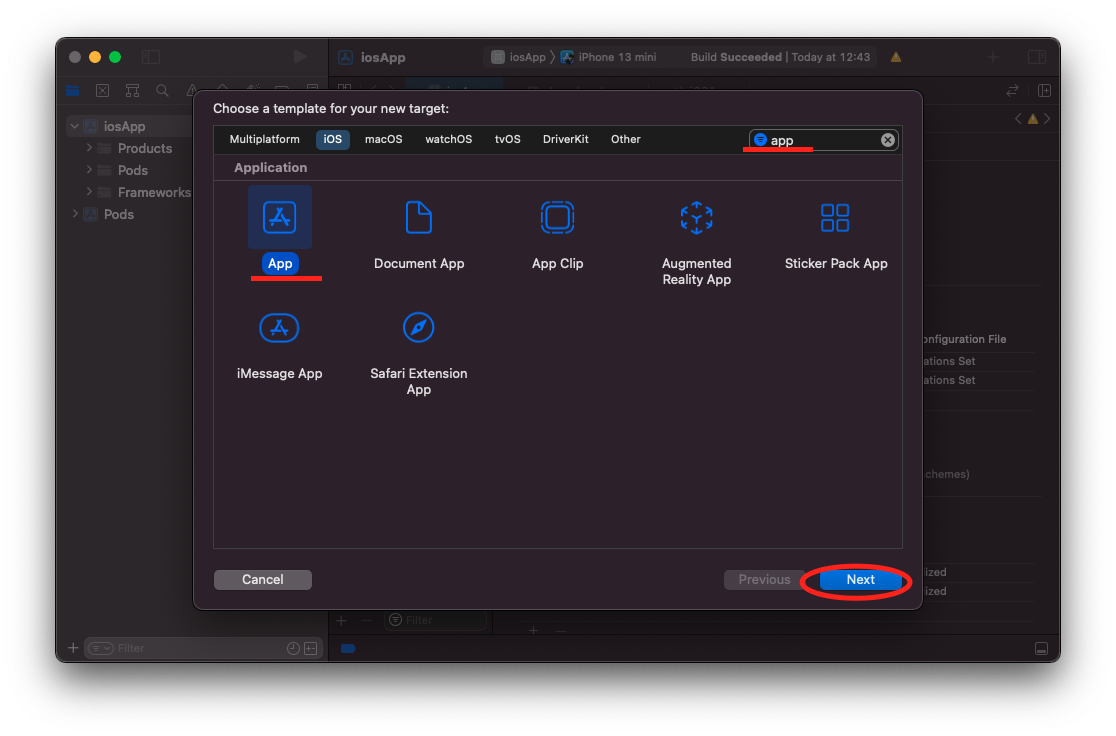 iosApp
iosApp
iPhone 13 mini
Build Succeeded | Today at 12:43
Choose a template for your new target:
Multiplatform
iOS
macOS
watchOS
tvOS
DriverKit
Other
app
iosApp
Products
Pods
Frameworks
Pods
Application
App
Document App
App Clip
Augmented
Reality App
Sticker Pack App
iMessage App
Safari Extension
App
onfiguration File
ations Set
ations Set
chemes)
ized
ized
Cancel
Previous
Next
Filter
Filter